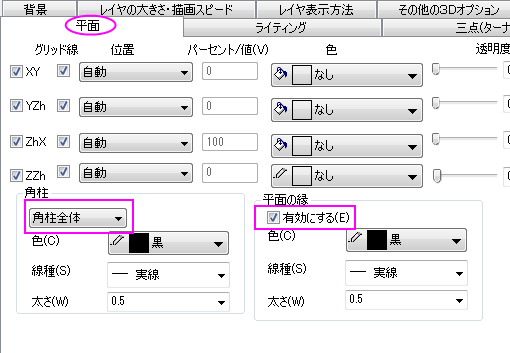 背景 レイヤの大きさ・描画スピード レイヤ表示方法 その他の3Dオプション
平面 ライティング 三点(ター
グリッド線 位置 パーセント/値(V) 色 透明度
XY 自動 0 なし
YZh 自動 0 なし
ZhX 自動 100 なし
ZZh 自動 0 なし
角柱 平面の縁
角柱全体 有効にする(E)
色(C) 黒 色(C) 黒
線種(S) 実線 線種(S) 実線
太さ(W) 0.5 太さ(W) 0.5